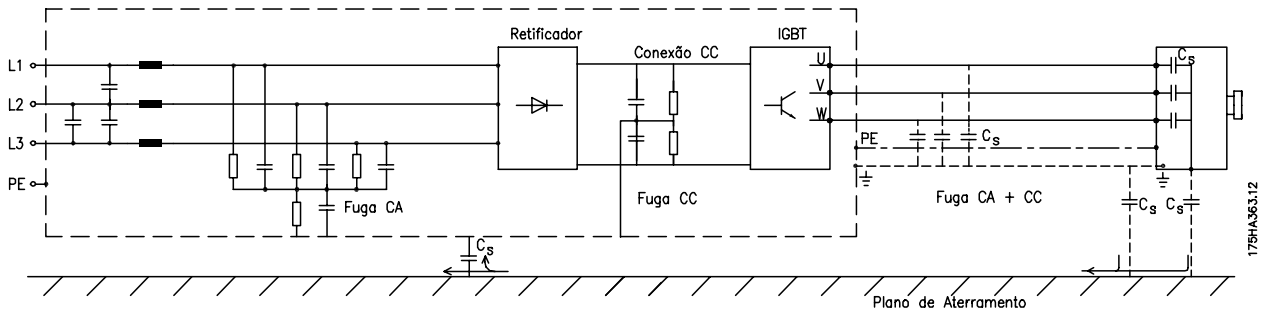 Retificador
IGBT
Conexão CC
L1
L2
L3
PE
U
V
W
Cs
PE
Cs
Fuga CA
Fuga CC
Fuga CA + CC
Cs
Cs
Cs
Plano de Aterramento
175HA363.12